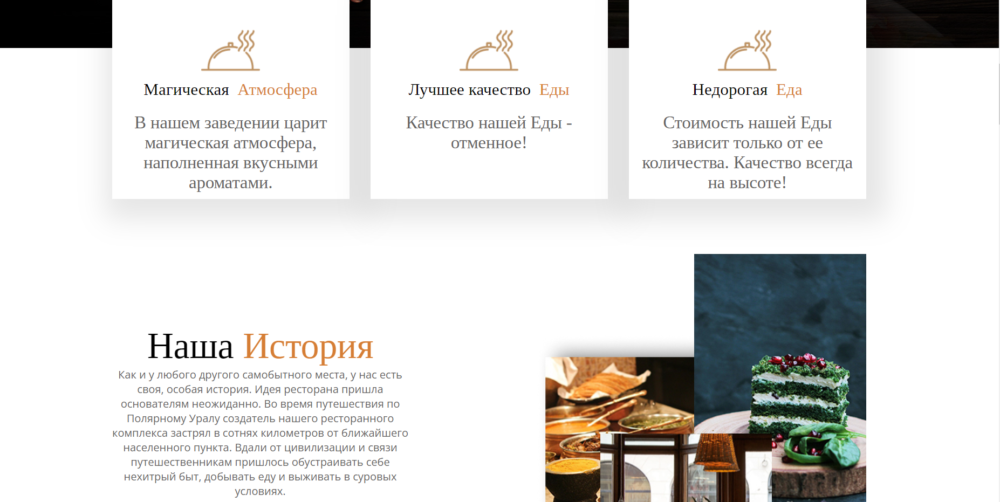 Магическая Атмосфера
В нашем заведении царит
магическая атмосфера,
наполненная вкусными
ароматами.
Лучшее качество Еды
Качество нашей Еды -
отменное!
Недорогая Еда
Стоимость нашей Еды
зависит только от ее
количества. Качество всегда
на высоте!
Наша История
Как и у любого другого самобытного места, у нас есть
своя, особая история. Идея ресторана пришла
основателям неожиданно. Во время путешествия по
Полярному Уралу создатель нашего ресторанного
комплекса застрял в сотнях километров от ближайшего
населенного пункта. Вдали от цивилизации и связи
путешественникам пришлось обустраивать себе
нехитрый быт, добывать еду и выживать в суровых
условиях.